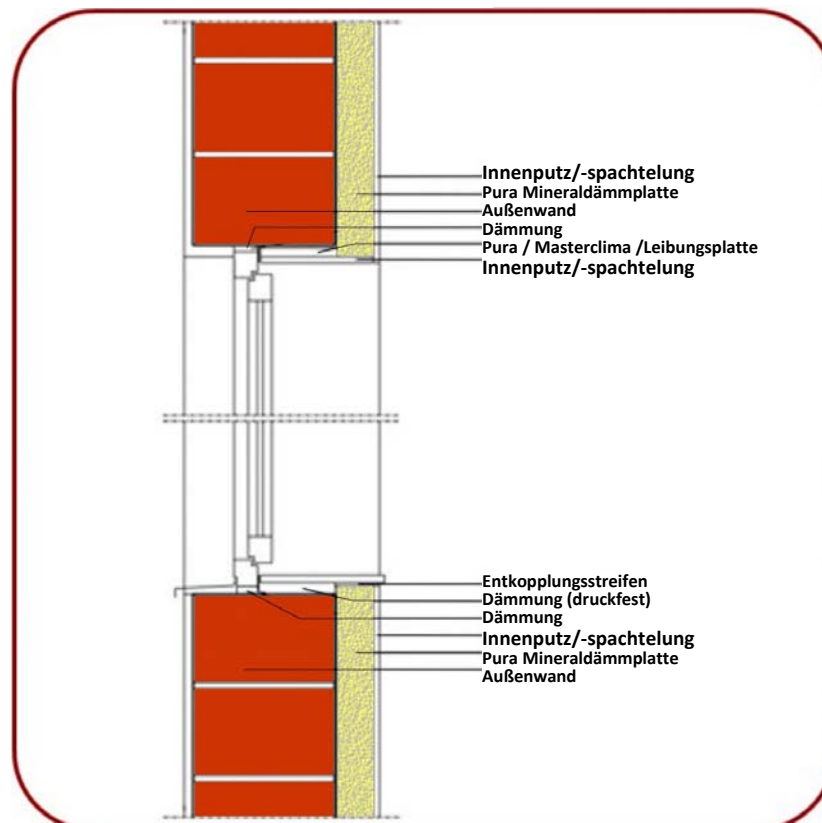 Innenputz/-spachtelung
Pura Mineraldämmplatte
Außenwand
Dämmung
Pura / Masterclima /Leibungsplatte
Innenputz/-spachtelung
Entkopplungsstreifen
Dämmung (druckfest)
Dämmung
Innenputz/-spachtelung
Pura Mineraldämmplatte
Außenwand